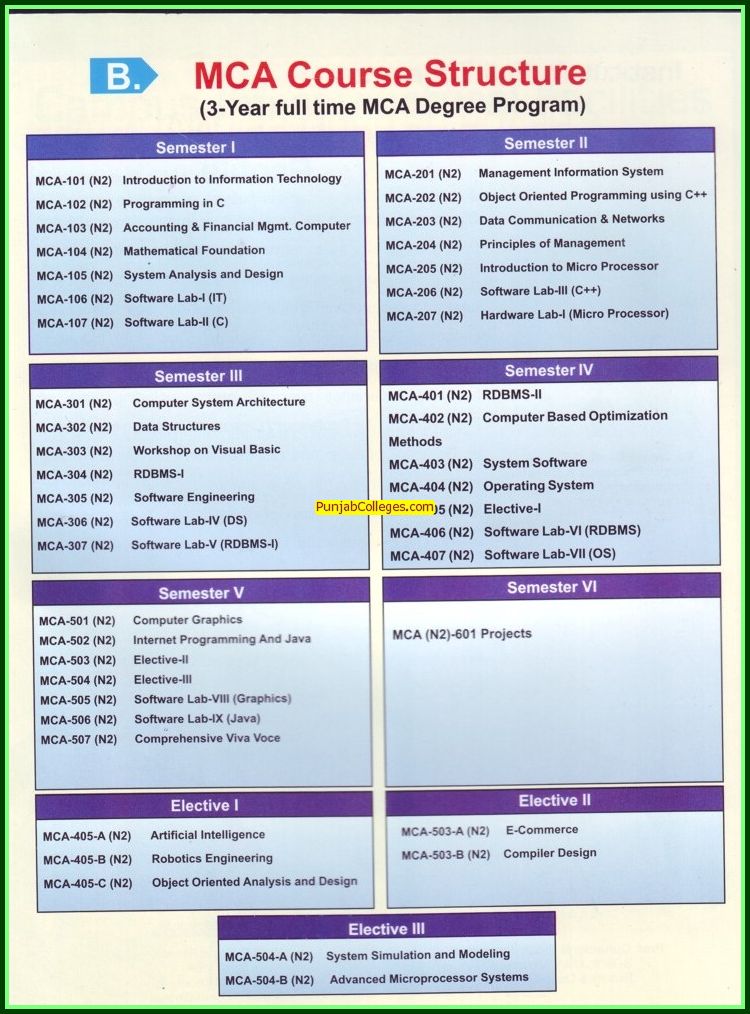 B.
MCA Course Structure
(3-Year full time MCA Degree Program)
Semester I
MCA-101 (N2) Introduction to Information Technology
MCA-102 (N2) Programming in C
MCA-103 (N2) Accounting & Financial Mgmt. Computer
MCA-104 (N2) Mathematical Foundation
MCA-105 (N2) System Analysis and Design
MCA-106 (N2) Software Lab-I (IT)
MCA-107 (N2) Software Lab-II (C)
Semester II
MCA-201 (N2) Management Information System
MCA-202 (N2) Object Oriented Programming using C++
MCA-203 (N2) Data Communication & Networks
MCA-204 (N2) Principles of Management
MCA-205 (N2) Introduction to Micro Processor
MCA-206 (N2) Software Lab-III (C++)
MCA-207 (N2) Hardware Lab-I (Micro Processor)
Semester III
MCA-301 (N2) Computer System Architecture
MCA-302 (N2) Data Structures
MCA-303 (N2) Workshop on Visual Basic
MCA-304 (N2) RDBMS-I
MCA-305 (N2) Software Engineering
MCA-306 (N2) Software Lab-IV (DS)
MCA-307 (N2) Software Lab-V (RDBMS-I)
Semester IV
MCA-401 (N2) RDBMS-II
MCA-402 (N2) Computer Based Optimization
Methods
MCA-403 (N2) System Software
MCA-404 (N2) Operating System
05 (N2) Elective-I
MCA-406 (N2) Software Lab-VI (RDBMS)
MCA-407 (N2) Software Lab-VII (OS)
PunjabColleges.com
Semester V
MCA-501 (N2) Computer Graphics
MCA-502 (N2) Internet Programming And Java
MCA-503 (N2) Elective-II
MCA-504 (N2) Elective-III
MCA-505 (N2) Software Lab-VIII (Graphics)
MCA-506 (N2) Software Lab-IX (Java)
MCA-507 (N2) Comprehensive Viva Voce
Semester VI
MCA (N2)-601 Projects
Elective I
MCA-405-A (N2) Artificial Intelligence
MCA-405-B (N2) Robotics Engineering
MCA-405-C (N2) Object Oriented Analysis and Design
Elective II
MCA-503-A (N2) E-Commerce
MCA-503-B (N2) Compiler Design
Elective III
MCA-504-A (N2) System Simulation and Modeling
MCA-504-B (N2) Advanced Microprocessor Systems